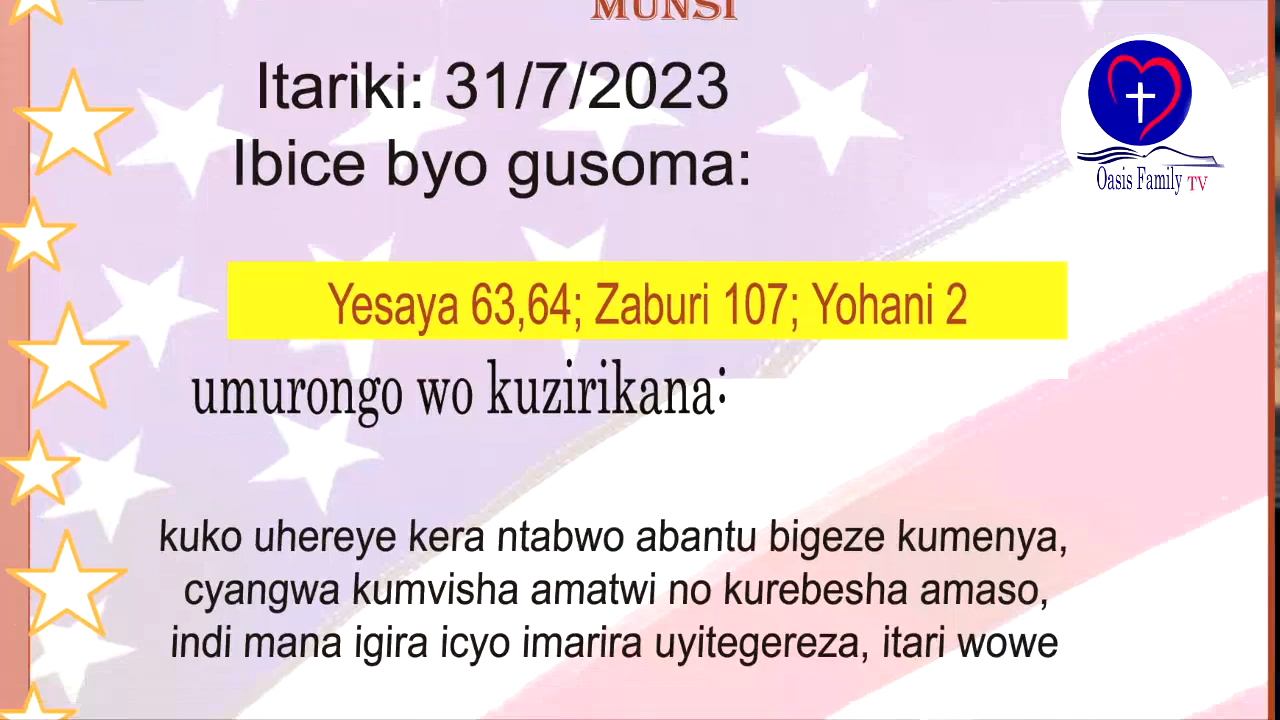 MUNSI
Itariki: 31/7/2023
Ibice byo gusoma:
Oasis Family TV
Yesaya 63,64; Zaburi 107; Yohani 2
umurongo wo kuzirikana:
kuko uhereye kera ntabwo abantu bigeze kumenya,
cyangwa kumvisha amatwi no kurebesha amaso,
indi mana igira icyo imarira uyitegereza, itari wowe